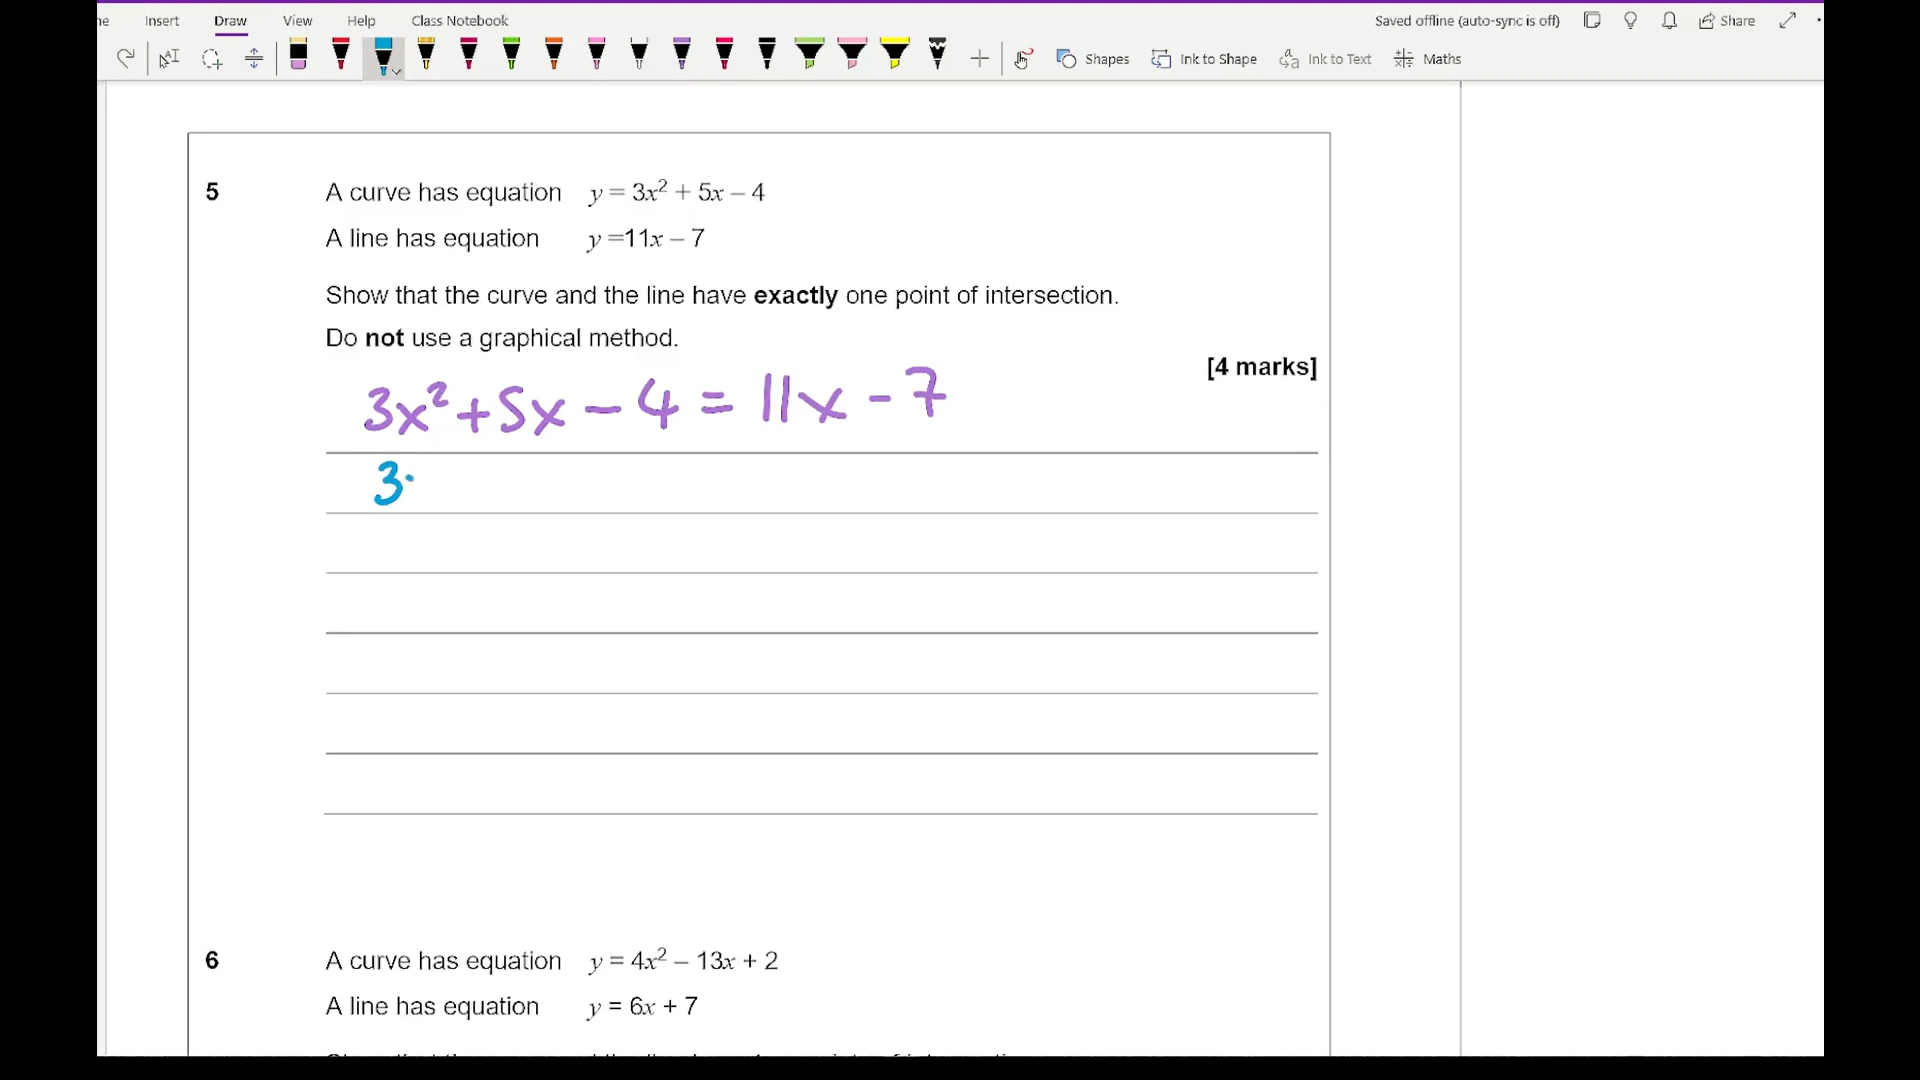 ne Insert Draw View Help Class Notebook Saved offline (auto-sync is off) Share
Shapes Ink to Shape Ink to Text Maths
5 A curve has equation y = 3x² + 5x – 4
A line has equation y =11x – 7
Show that the curve and the line have exactly one point of intersection.
Do not use a graphical method.
[4 marks]
3x²+5x – 4 = 11x – 7
3
6 A curve has equation y = 4x² – 13x + 2
A line has equation y = 6x + 7